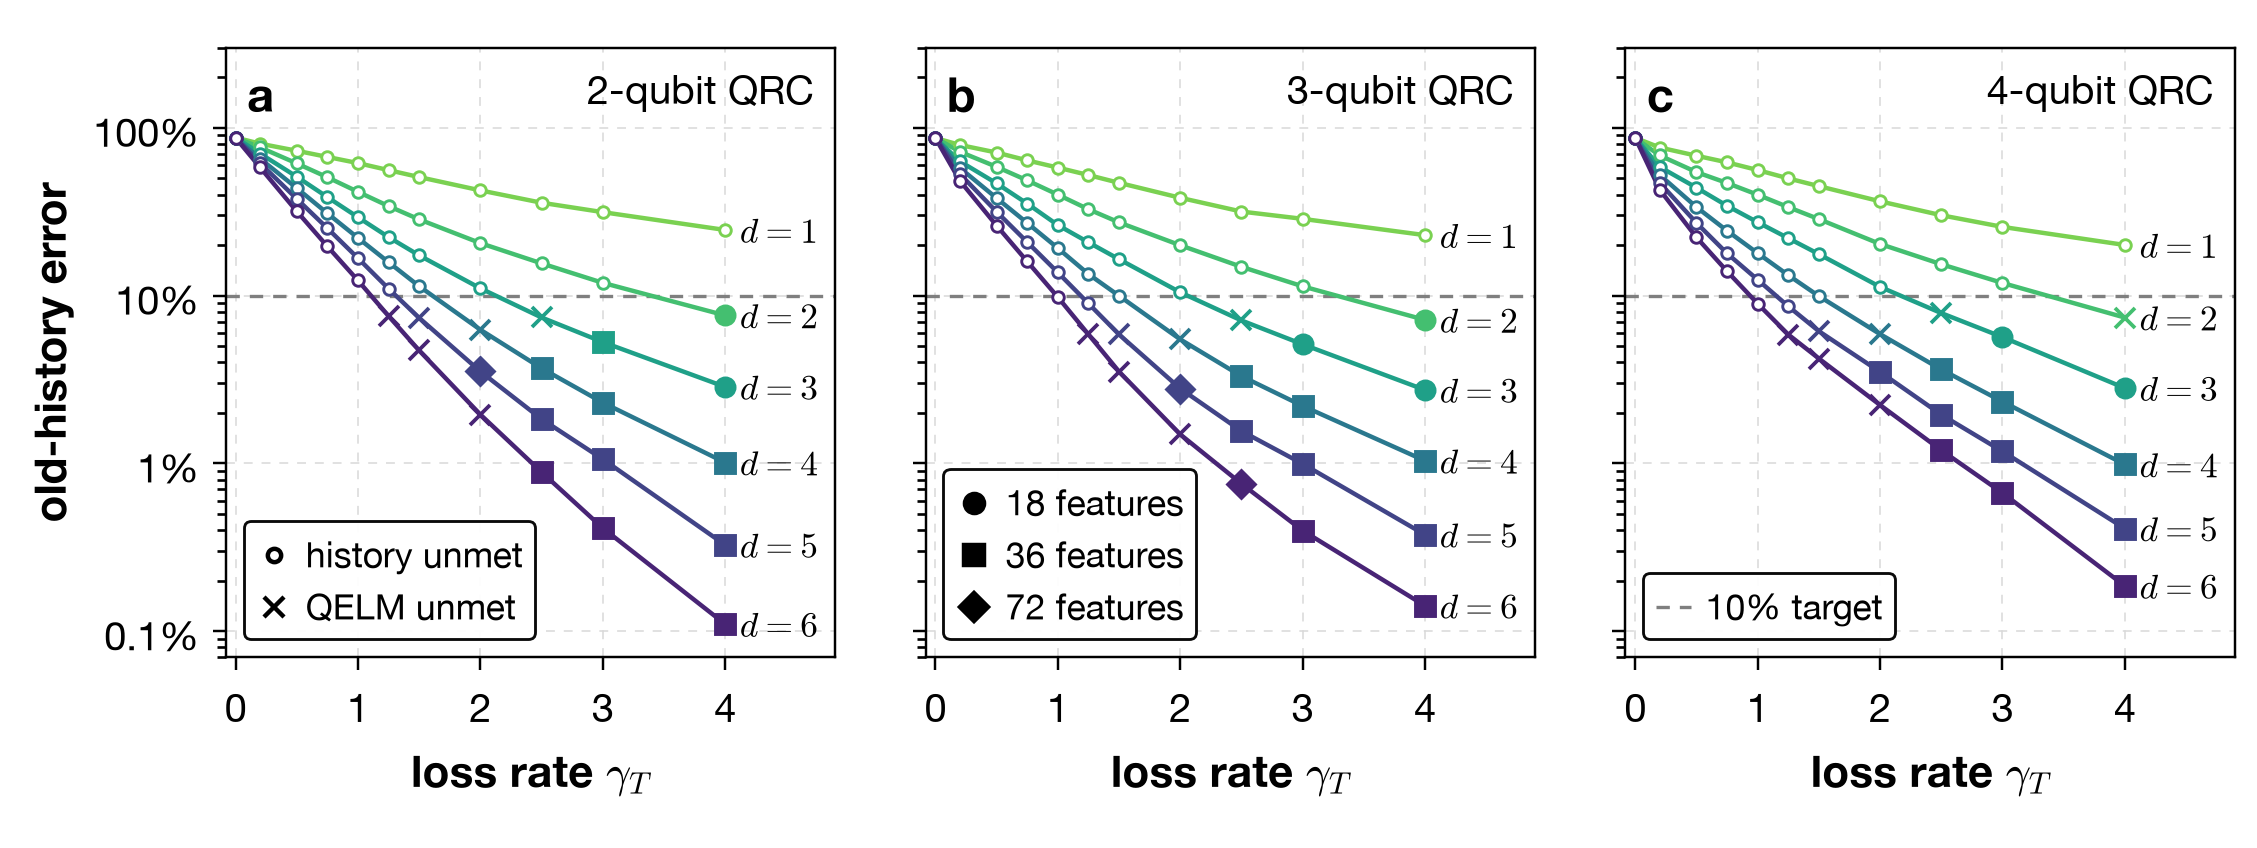 old-history error
100%
10%
1%
0.1%
a
2-qubit QRC
d = 1
d = 2
d = 3
d = 4
d = 5
d = 6
history unmet
QELM unmet
0 1 2 3 4
loss rate γ_T
b
3-qubit QRC
d = 1
d = 2
d = 3
d = 4
d = 5
d = 6
18 features
36 features
72 features
0 1 2 3 4
loss rate γ_T
c
4-qubit QRC
d = 1
d = 2
d = 3
d = 4
d = 5
d = 6
10% target
0 1 2 3 4
loss rate γ_T